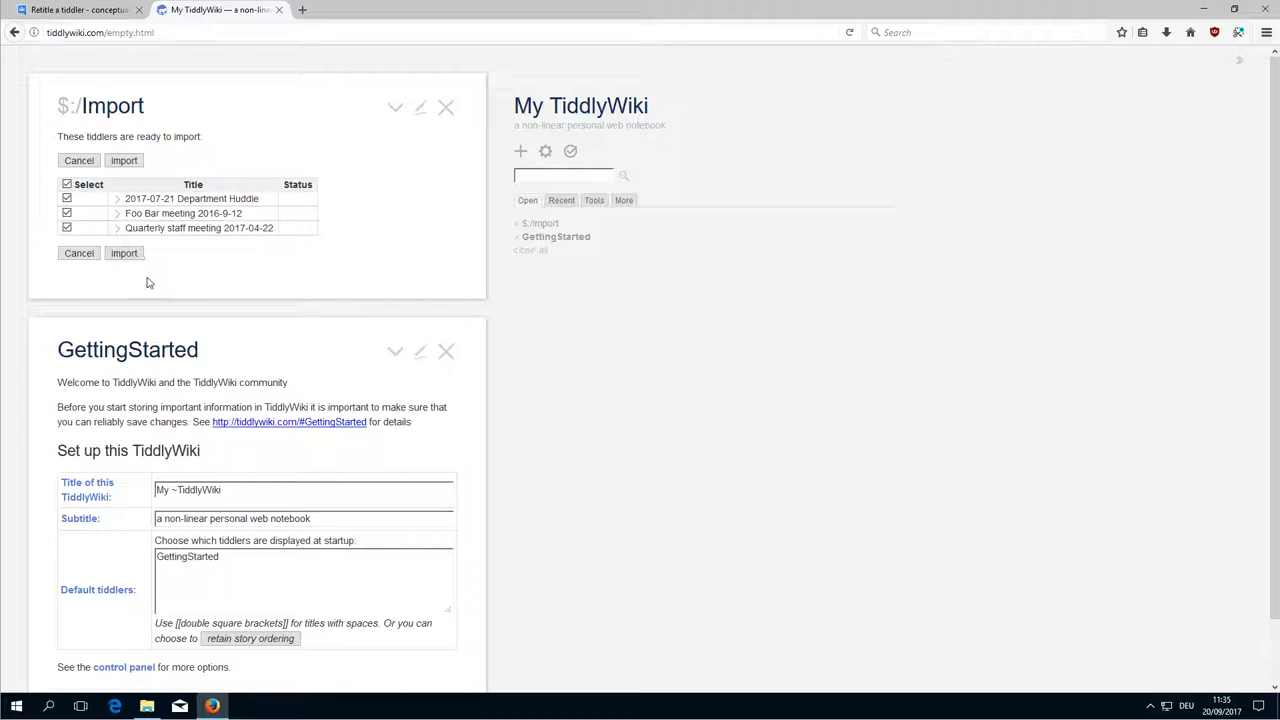 Retitle a tiddler - conceptua
My TiddlyWiki — a non-line
tiddlywiki.com/empty.html
Search
$:/Import
These tiddlers are ready to import:
Cancel Import
Select Title Status
2017-07-21 Department Huddle
Foo Bar meeting 2016-9-12
Quarterly staff meeting 2017-04-22
Cancel Import
My TiddlyWiki
a non-linear personal web notebook
Open Recent Tools More
$:/Import
GettingStarted
close all
GettingStarted
Welcome to TiddlyWiki and the TiddlyWiki community
Before you start storing important information in TiddlyWiki it is important to make sure that
you can reliably save changes. See http://tiddlywiki.com/#GettingStarted for details
Set up this TiddlyWiki
Title of this
TiddlyWiki:
My ~TiddlyWiki
Subtitle:
a non-linear personal web notebook
Default tiddlers:
Choose which tiddlers are displayed at startup:
GettingStarted
Use [[double square brackets]] for titles with spaces. Or you can
choose to retain story ordering
See the control panel for more options.
DEU
11:35
20/09/2017